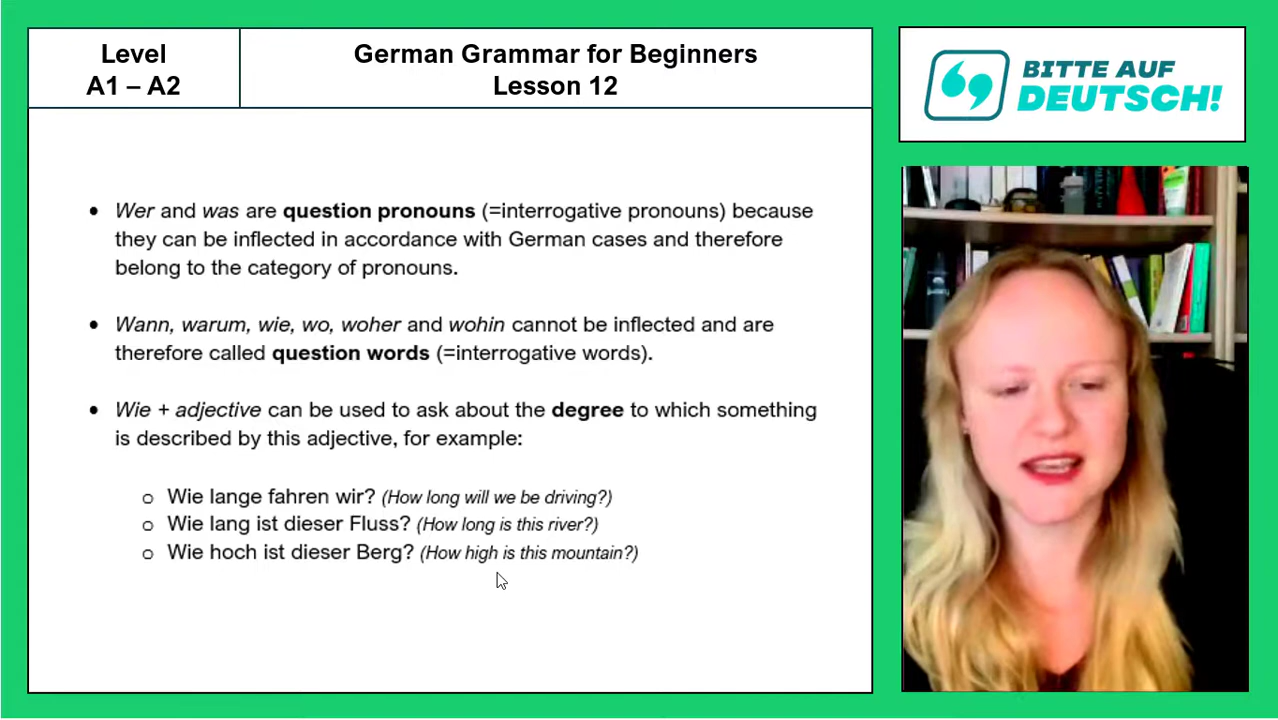 Level
A1 – A2
German Grammar for Beginners
Lesson 12
BITTE AUF
DEUTSCH!
• Wer and was are question pronouns (=interrogative pronouns) because
they can be inflected in accordance with German cases and therefore
belong to the category of pronouns.
• Wann, warum, wie, wo, woher and wohin cannot be inflected and are
therefore called question words (=interrogative words).
• Wie + adjective can be used to ask about the degree to which something
is described by this adjective, for example:
o Wie lange fahren wir? (How long will we be driving?)
o Wie lang ist dieser Fluss? (How long is this river?)
o Wie hoch ist dieser Berg? (How high is this mountain?)